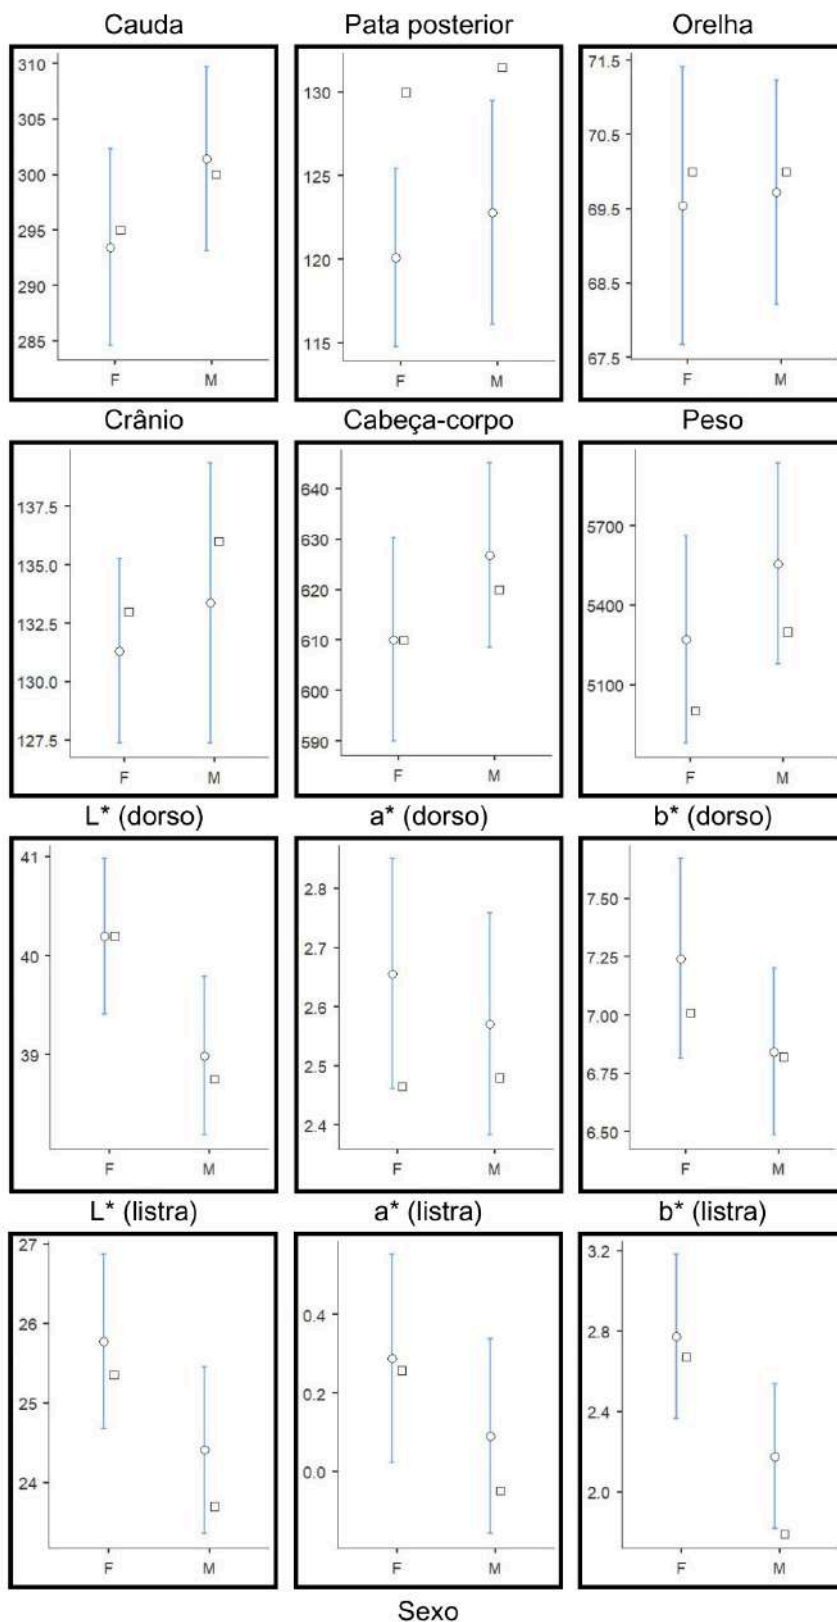 Cauda Pata posterior Orelha
310 305 300 295 290 285 F M
130 125 120 115 F M
71.5 70.5 69.5 68.5 67.5 F M
Crânio Cabeça-corpo Peso
137.5 135.0 132.5 130.0 127.5 F M
640 630 620 610 600 590 F M
5700 5400 5100 F M
L* (dorso) a* (dorso) b* (dorso)
41 40 39 F M
2.8 2.7 2.6 2.5 2.4 F M
7.50 7.25 7.00 6.75 6.50 F M
L* (listra) a* (listra) b* (listra)
27 26 25 24 F M
0.4 0.2 0.0 F M
3.2 2.8 2.4 2.0 F M
Sexo